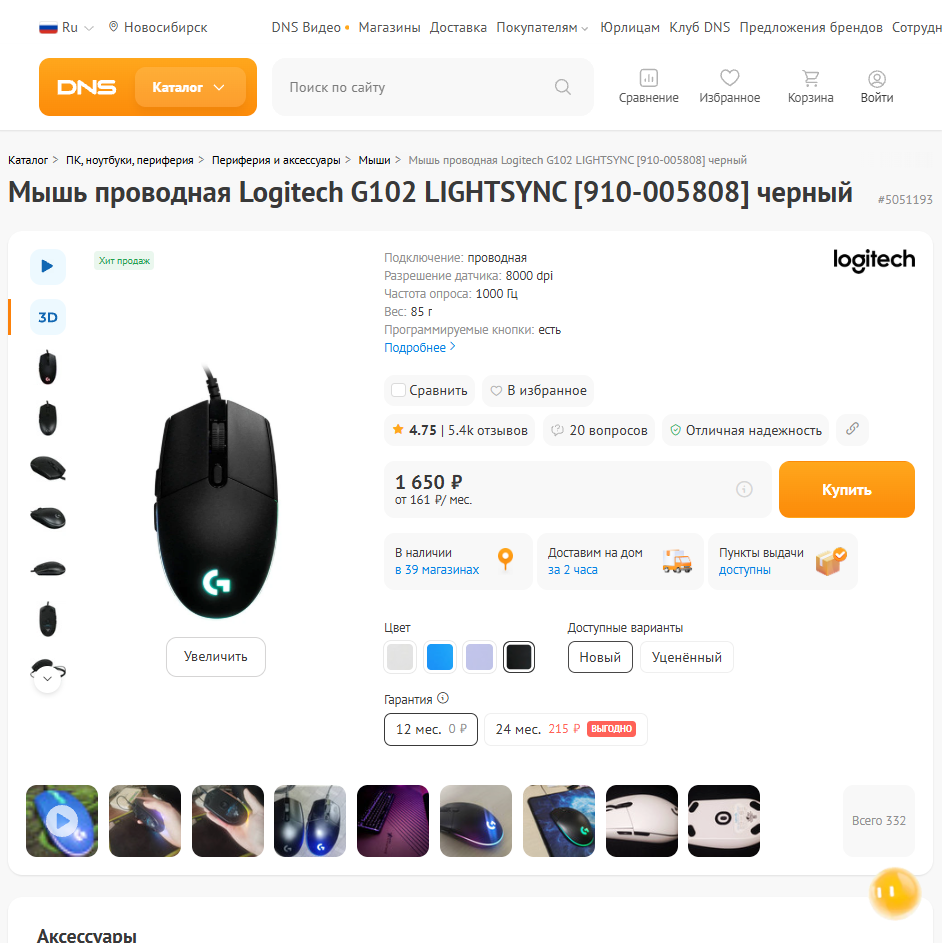 Ru
Новосибирск
DNS Видео
Магазины
Доставка
Покупателям
Юрлицам
Клуб DNS
Предложения брендов
Сотрудн
DNS
Каталог
Поиск по сайту
Сравнение
Избранное
Корзина
Войти
Каталог > ПК, ноутбуки, периферия > Периферия и аксессуары > Мыши > Мышь проводная Logitech G102 LIGHTSYNC [910-005808] черный
Мышь проводная Logitech G102 LIGHTSYNC [910-005808] черный
#5051193
Хит продаж
3D
Увеличить
Подключение: проводная
Разрешение датчика: 8000 dpi
Частота опроса: 1000 Гц
Вес: 85 г
Программируемые кнопки: есть
Подробнее
logitech
Сравнить
В избранное
4.75 | 5.4k отзывов
20 вопросов
Отличная надежность
1 650 ₽
от 161 ₽/ мес.
Купить
В наличии
в 39 магазинах
Доставим на дом
за 2 часа
Пункты выдачи
доступны
Цвет
Доступные варианты
Новый
Уценённый
Гарантия
12 мес. 0 ₽
24 мес. 215 ₽ ВЫГОДНО
Всего 332
Аксессуары